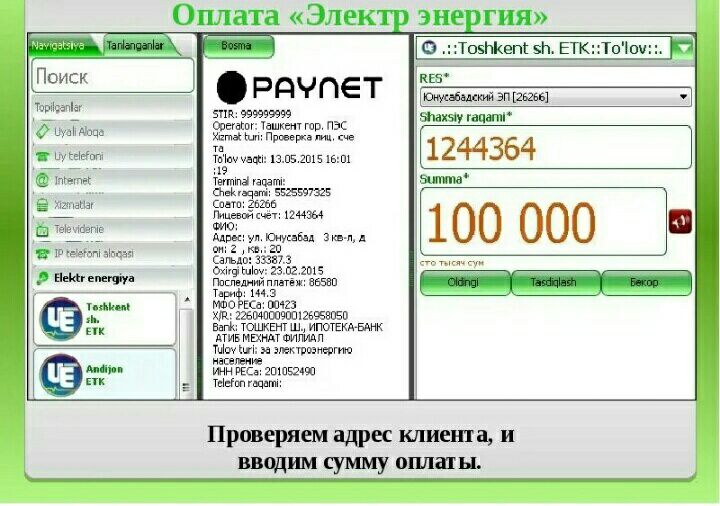 Оплата «Электр энергия»
Navigatsiya
Tanlanganlar
Поиск
Topilganlar
Uyali Aloqa
Uy telefoni
Internet
Xizmatlar
Televidenie
IP telefoni aloqasi
Elektr energiya
UE
Toshkent
sh.
ETK
UE
Andijon
ETK
Bosma
PAYNET
STIR: 999999999
Operator: Ташкент гор. ПЭС
Xizmat turi: Проверка лиц. сче
та
To'lov vaqti: 13.05.2015 16:01
:19
Terminal raqami:
Chek raqami: 5525597325
Соато: 26266
Лицевой счёт: 1244364
ФИО:
Адрес: ул. Юнусабад 3 кв-л, д
ом: 2 , кв.: 20
Сальдо: 33387.3
Oxirgi tulov: 23.02.2015
Последний платёж: 86580
Тариф: 144.3
МФО РЕСа: 00423
X/R: 22604000900126958050
Bank: ТОШКЕНТ Ш., ИПОТЕКА-БАНК
АТИБ МЕХНАТ ФИЛИАЛ
Tulov turi: за электроэнергию
население
ИНН РЕСа: 201052490
Telefon raqami:
.::Toshkent sh. ETK::To'lov::.
RES*
Юнусабадский ЭП [26266]
Shaxsiy raqami*
1244364
Summa*
100 000
сто тысяч сум
Oldingi
Tasdiqlash
Бекор
Проверяем адрес клиента, и
вводим сумму оплаты.